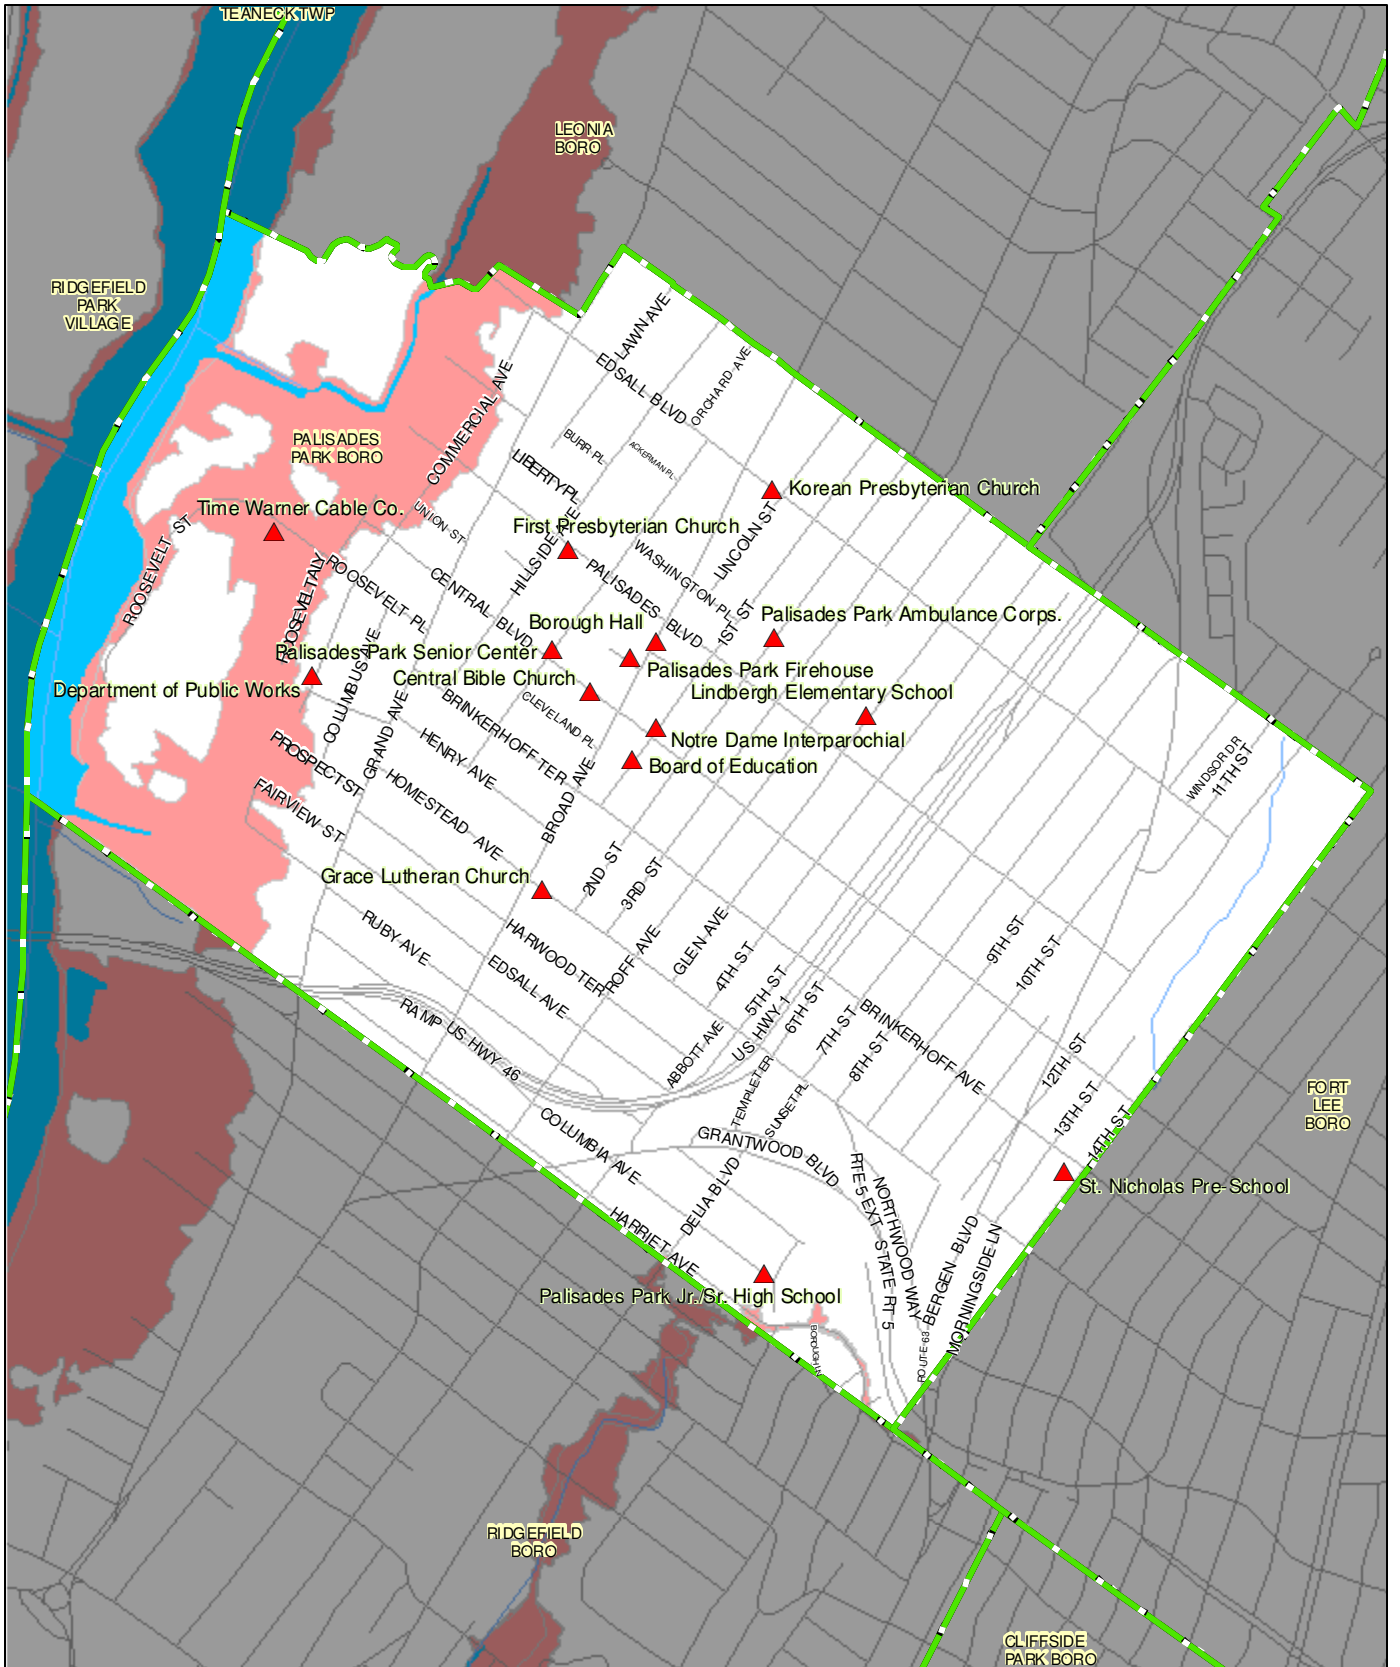 TEANECK TWP
LEONIA
BORO
RIDGEFIELD
PARK
VILLAGE
LAWN AVE
EDSALL BLVD
ORCHARD AVE
COMMERCIAL AVE
BURR PL
ACKERMAN PL
PALISADES
PARK BORO
LIBERTY PL
Korean Presbyterian Church
Time Warner Cable Co.
UNION ST
First Presbyterian Church
HILLSIDE AVE
LINCOLN ST
WASHINGTON PL
ROOSEVELT ST
ROOSEVELT PL
CENTRAL BLVD
PALISADES BLVD
1ST ST
Palisades Park Ambulance Corps.
Borough Hall
Palisades Park Senior Center
Palisades Park Firehouse
Central Bible Church
Lindbergh Elementary School
Department of Public Works
COLUMBUS AVE
GRAND AVE
BRINKERHOFF TER
CLEVELAND PL
Notre Dame Interparochial
Board of Education
PROSPECT ST
HENRY AVE
BROAD AVE
WINDSOR DR
11TH ST
FAIRVIEW ST
HOMESTEAD AVE
Grace Lutheran Church
2ND ST
3RD ST
RUBY AVE
HARWOOD TER
ROFF AVE
GLEN AVE
4TH ST
9TH ST
10TH ST
EDSALL AVE
5TH ST
US HWY 1
6TH ST
7TH ST
8TH ST
BRINKERHOFF AVE
RAMP US HWY 46
ABBOTT AVE
TEMPLE TER
SUNSET PL
12TH ST
13TH ST
14TH ST
FORT
LEE
BORO
COLUMBIA AVE
GRANTWOOD BLVD
DELIA BLVD
RTE 5 EXT
STATE RT 5
NORTHWOOD WAY
St. Nicholas Pre-School
HARRIET AVE
BERGEN BLVD
MORNINGSIDE LN
Palisades Park Jr./Sr. High School
BOROUGH LN
ROUTE 63
RIDGEFIELD
BORO
CLIFFSIDE
PARK BORO